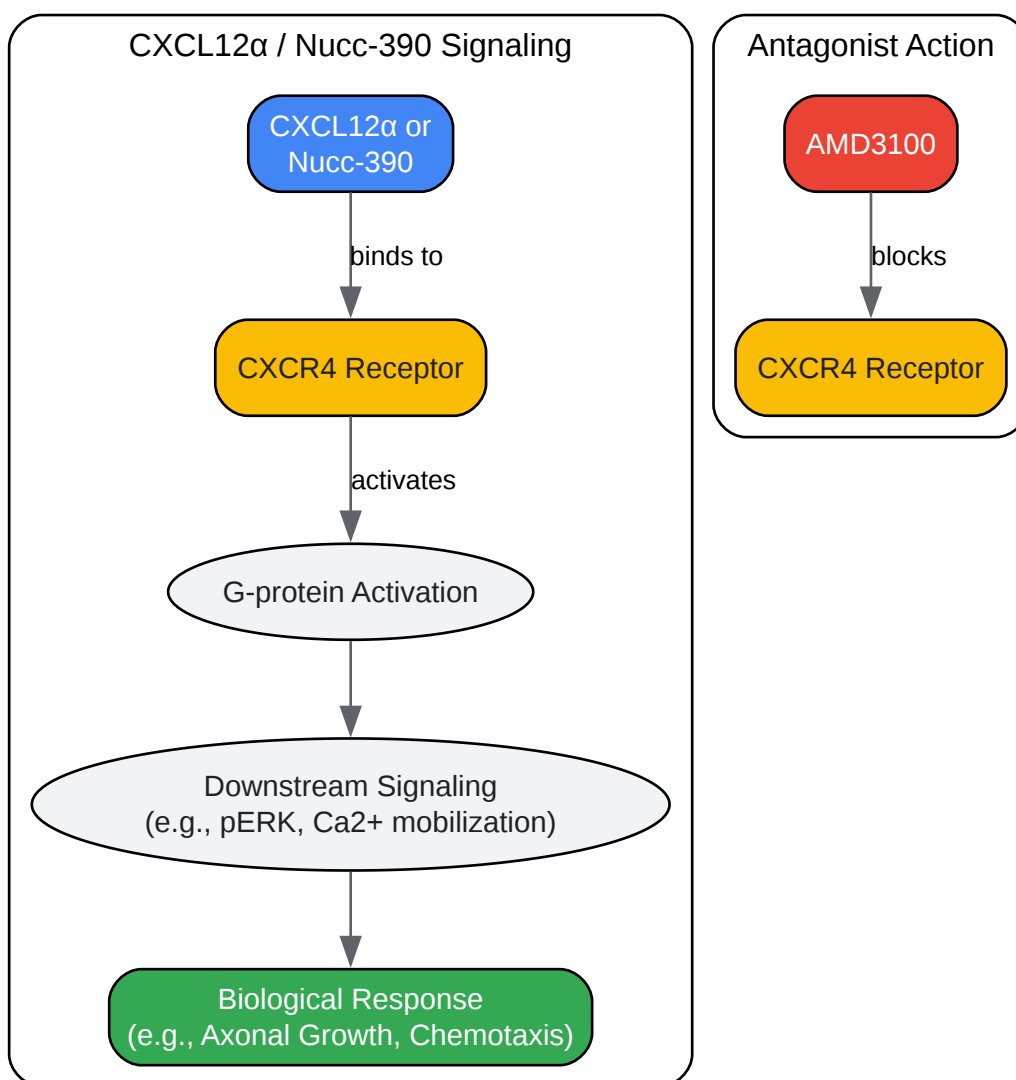 CXCL12α / Nucc-390 Signaling
CXCL12α or
Nucc-390
binds to
CXCR4 Receptor
activates
G-protein Activation
Downstream Signaling
(e.g., pERK, Ca2+ mobilization)
Biological Response
(e.g., Axonal Growth, Chemotaxis)
Antagonist Action
AMD3100
blocks
CXCR4 Receptor